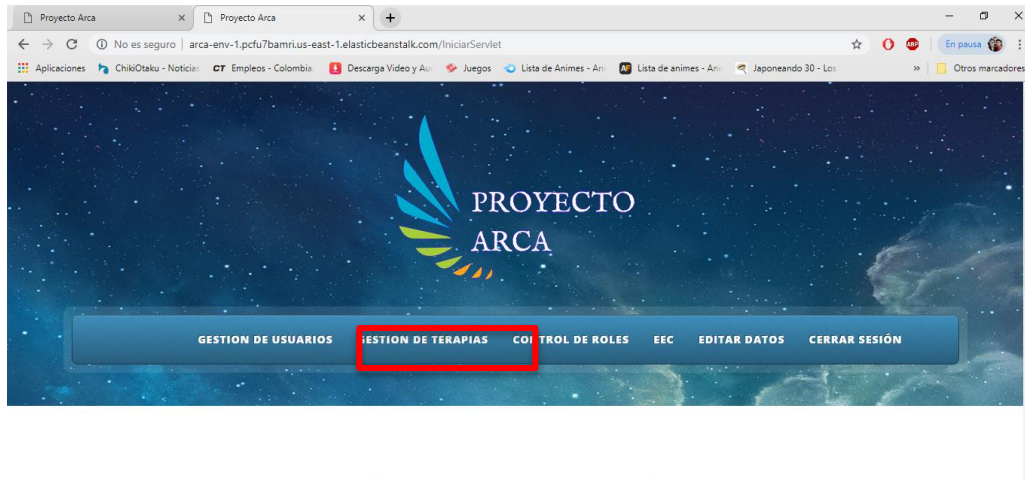 Proyecto Arca
Proyecto Arca
No es seguro | arca-env-1.pcfu7bamri.us-east-1.elasticbeanstalk.com/IniciarServlet
ABP
En pausa
Aplicaciones ChikiOtaku - Noticias CT Empleos - Colombia Descarga Video y Au Juegos Lista de Animes - An Lista de animes - Ani Japoneando 30 - Los » Otros marcadores
PROYECTO
ARCA
GESTION DE USUARIOS GESTION DE TERAPIAS CONTROL DE ROLES EEC EDITAR DATOS CERRAR SESIÓN